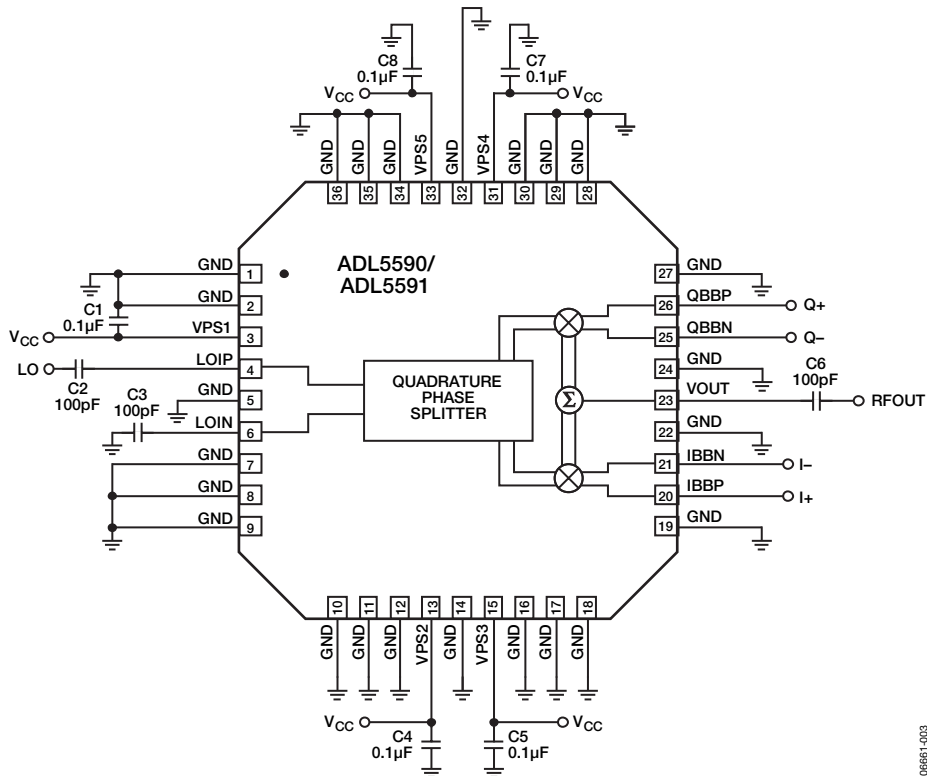 C8
0.1µF
C7
0.1µF
VCC
VCC
GND
GND
GND
VPS5
GND
VPS4
GND
GND
GND
36
35
34
33
32
31
30
29
28
ADL5590/
ADL5591
GND
1
GND
2
C1
0.1µF
VCC
VPS1
3
LO
C2
100pF
LOIP
4
GND
5
C3
100pF
LOIN
6
GND
7
GND
8
GND
9
QUADRATURE
PHASE
SPLITTER
Σ
27
GND
26
QBBP
Q+
25
QBBN
Q–
24
GND
23
VOUT
C6
100pF
RFOUT
22
GND
21
IBBN
I–
20
IBBP
I+
19
GND
10
11
12
13
14
15
16
17
18
GND
GND
GND
VPS2
GND
VPS3
GND
GND
GND
VCC
VCC
C4
0.1µF
C5
0.1µF
06661-003